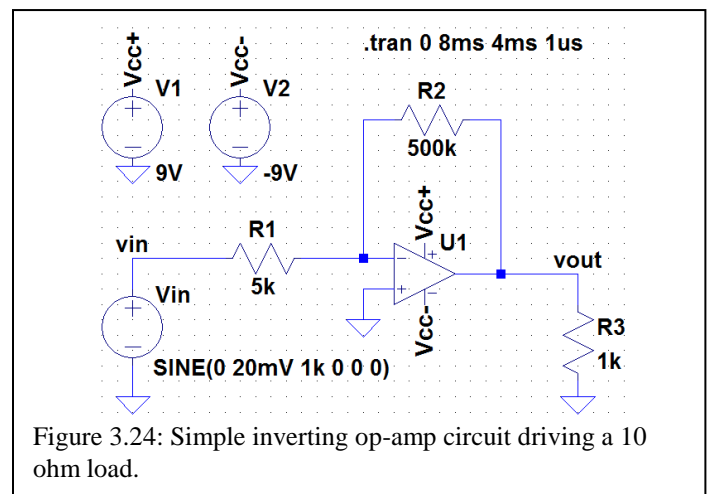 .tran 0 8ms 4ms 1us
Vcc+
V1
9V
Vcc-
V2
-9V
R2
500k
Vcc+
U1
vin
R1
5k
Vin
SINE(0 20mV 1k 0 0 0)
Vcc-
vout
R3
1k
Figure 3.24: Simple inverting op-amp circuit driving a 10
ohm load.